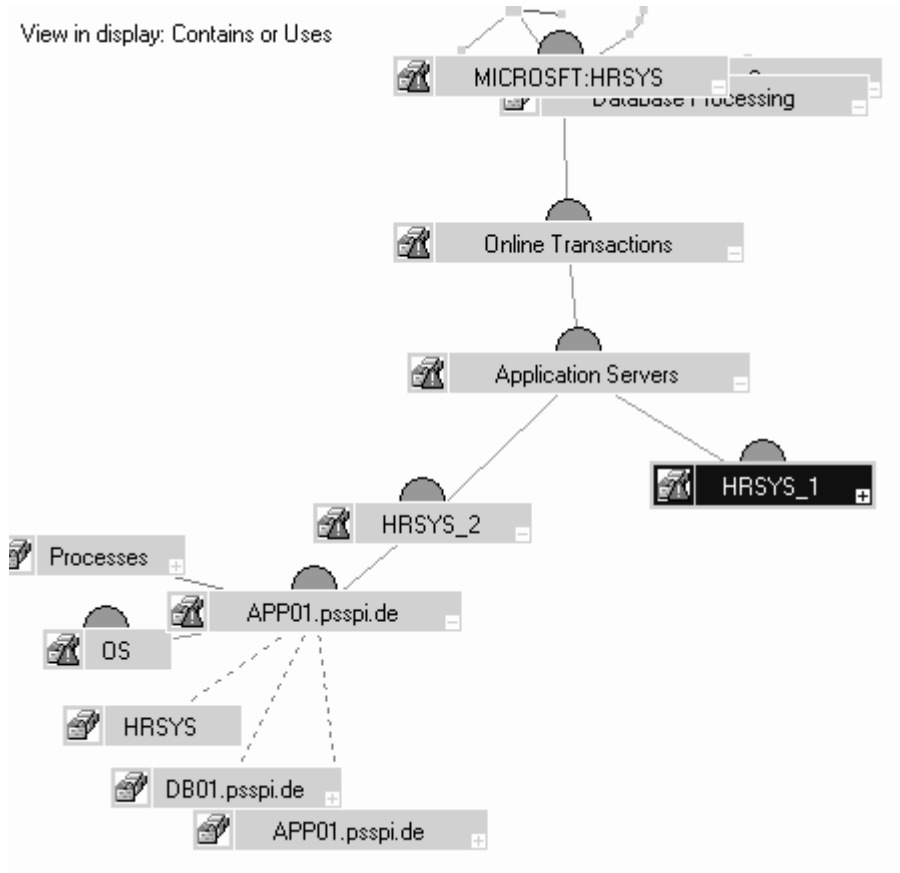 View in display: Contains or Uses
MICROSFT:HRSYS
Database Processing
Online Transactions
Application Servers
HRSYS_1
HRSYS_2
Processes
APP01.psspi.de
OS
HRSYS
DB01.psspi.de
APP01.psspi.de